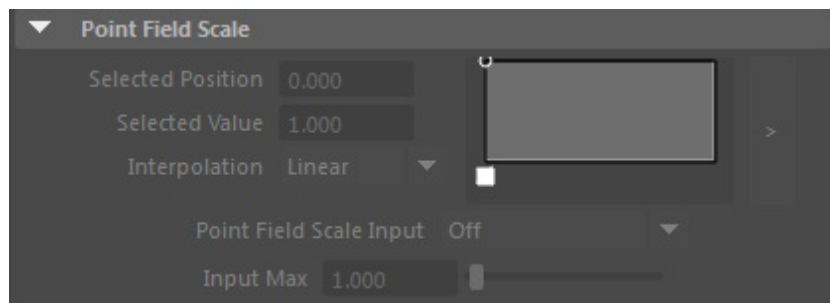 Point Field Scale
Selected Position 0.000
Selected Value 1.000
>
Interpolation Linear
Point Field Scale Input Off
Input Max 1.000